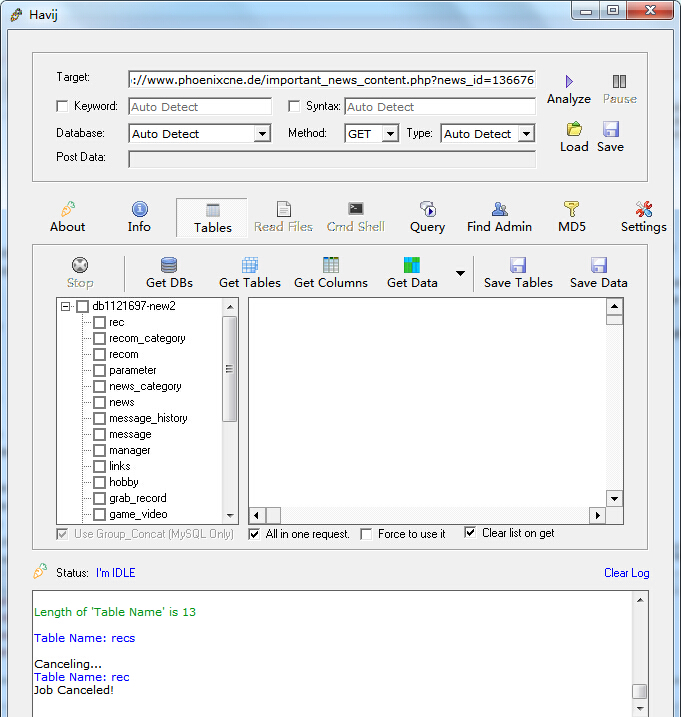 Havij
Target:
://www.phoenixcne.de/important_news_content.php?news_id=136676
Analyze
Pause
Keyword:
Auto Detect
Syntax:
Auto Detect
Database:
Auto Detect
Method:
GET
Type:
Auto Detect
Load
Save
Post Data:
About
Info
Tables
Read Files
Cmd Shell
Query
Find Admin
MD5
Settings
Stop
Get DBs
Get Tables
Get Columns
Get Data
Save Tables
Save Data
db1121697-new2
rec
recom_category
recom
parameter
news_category
news
message_history
message
manager
links
hobby
grab_record
game_video
Use Group_Concat (MySQL Only)
All in one request.
Force to use it
Clear list on get
Status: I'm IDLE
Clear Log
Length of 'Table Name' is 13
Table Name: recs
Canceling...
Table Name: rec
Job Canceled!